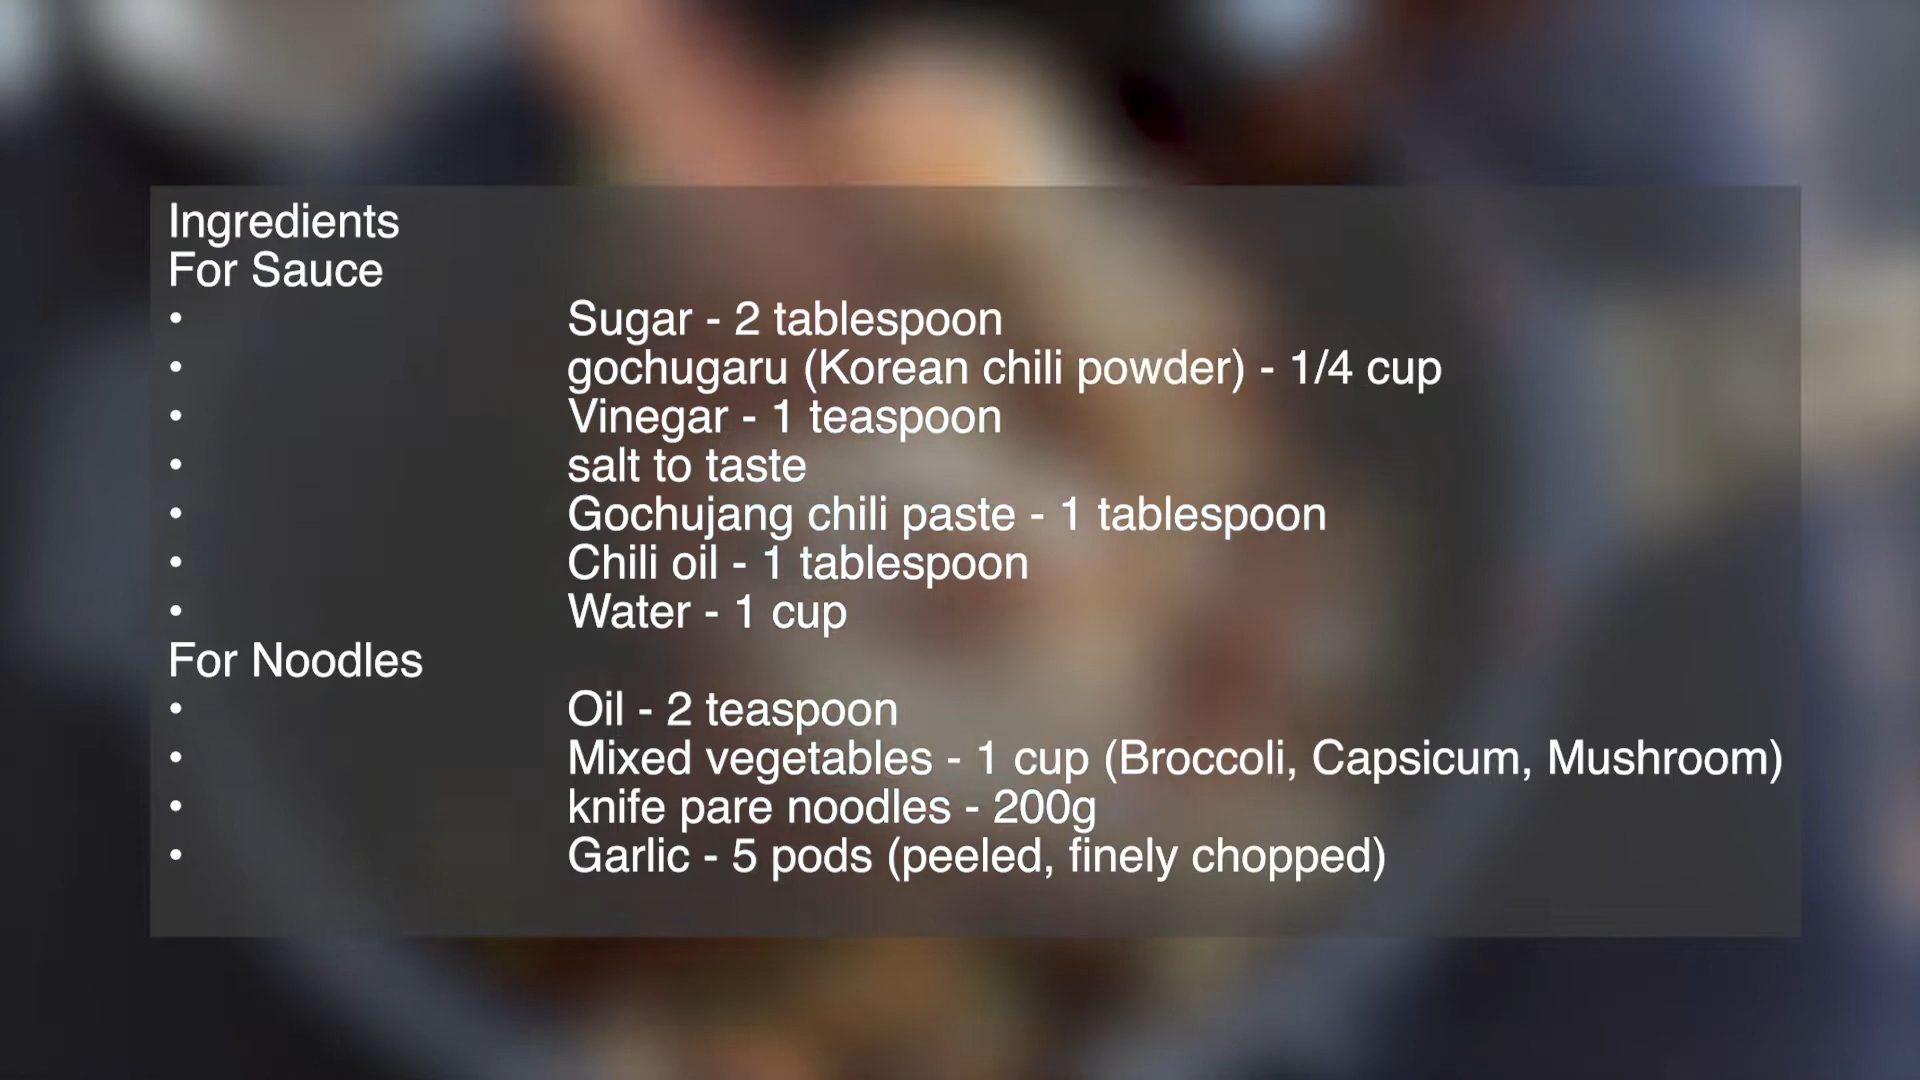 Ingredients
For Sauce
• Sugar - 2 tablespoon
• gochugaru (Korean chili powder) - 1/4 cup
• Vinegar - 1 teaspoon
• salt to taste
• Gochujang chili paste - 1 tablespoon
• Chili oil - 1 tablespoon
• Water - 1 cup
For Noodles
• Oil - 2 teaspoon
• Mixed vegetables - 1 cup (Broccoli, Capsicum, Mushroom)
• knife pare noodles - 200g
• Garlic - 5 pods (peeled, finely chopped)